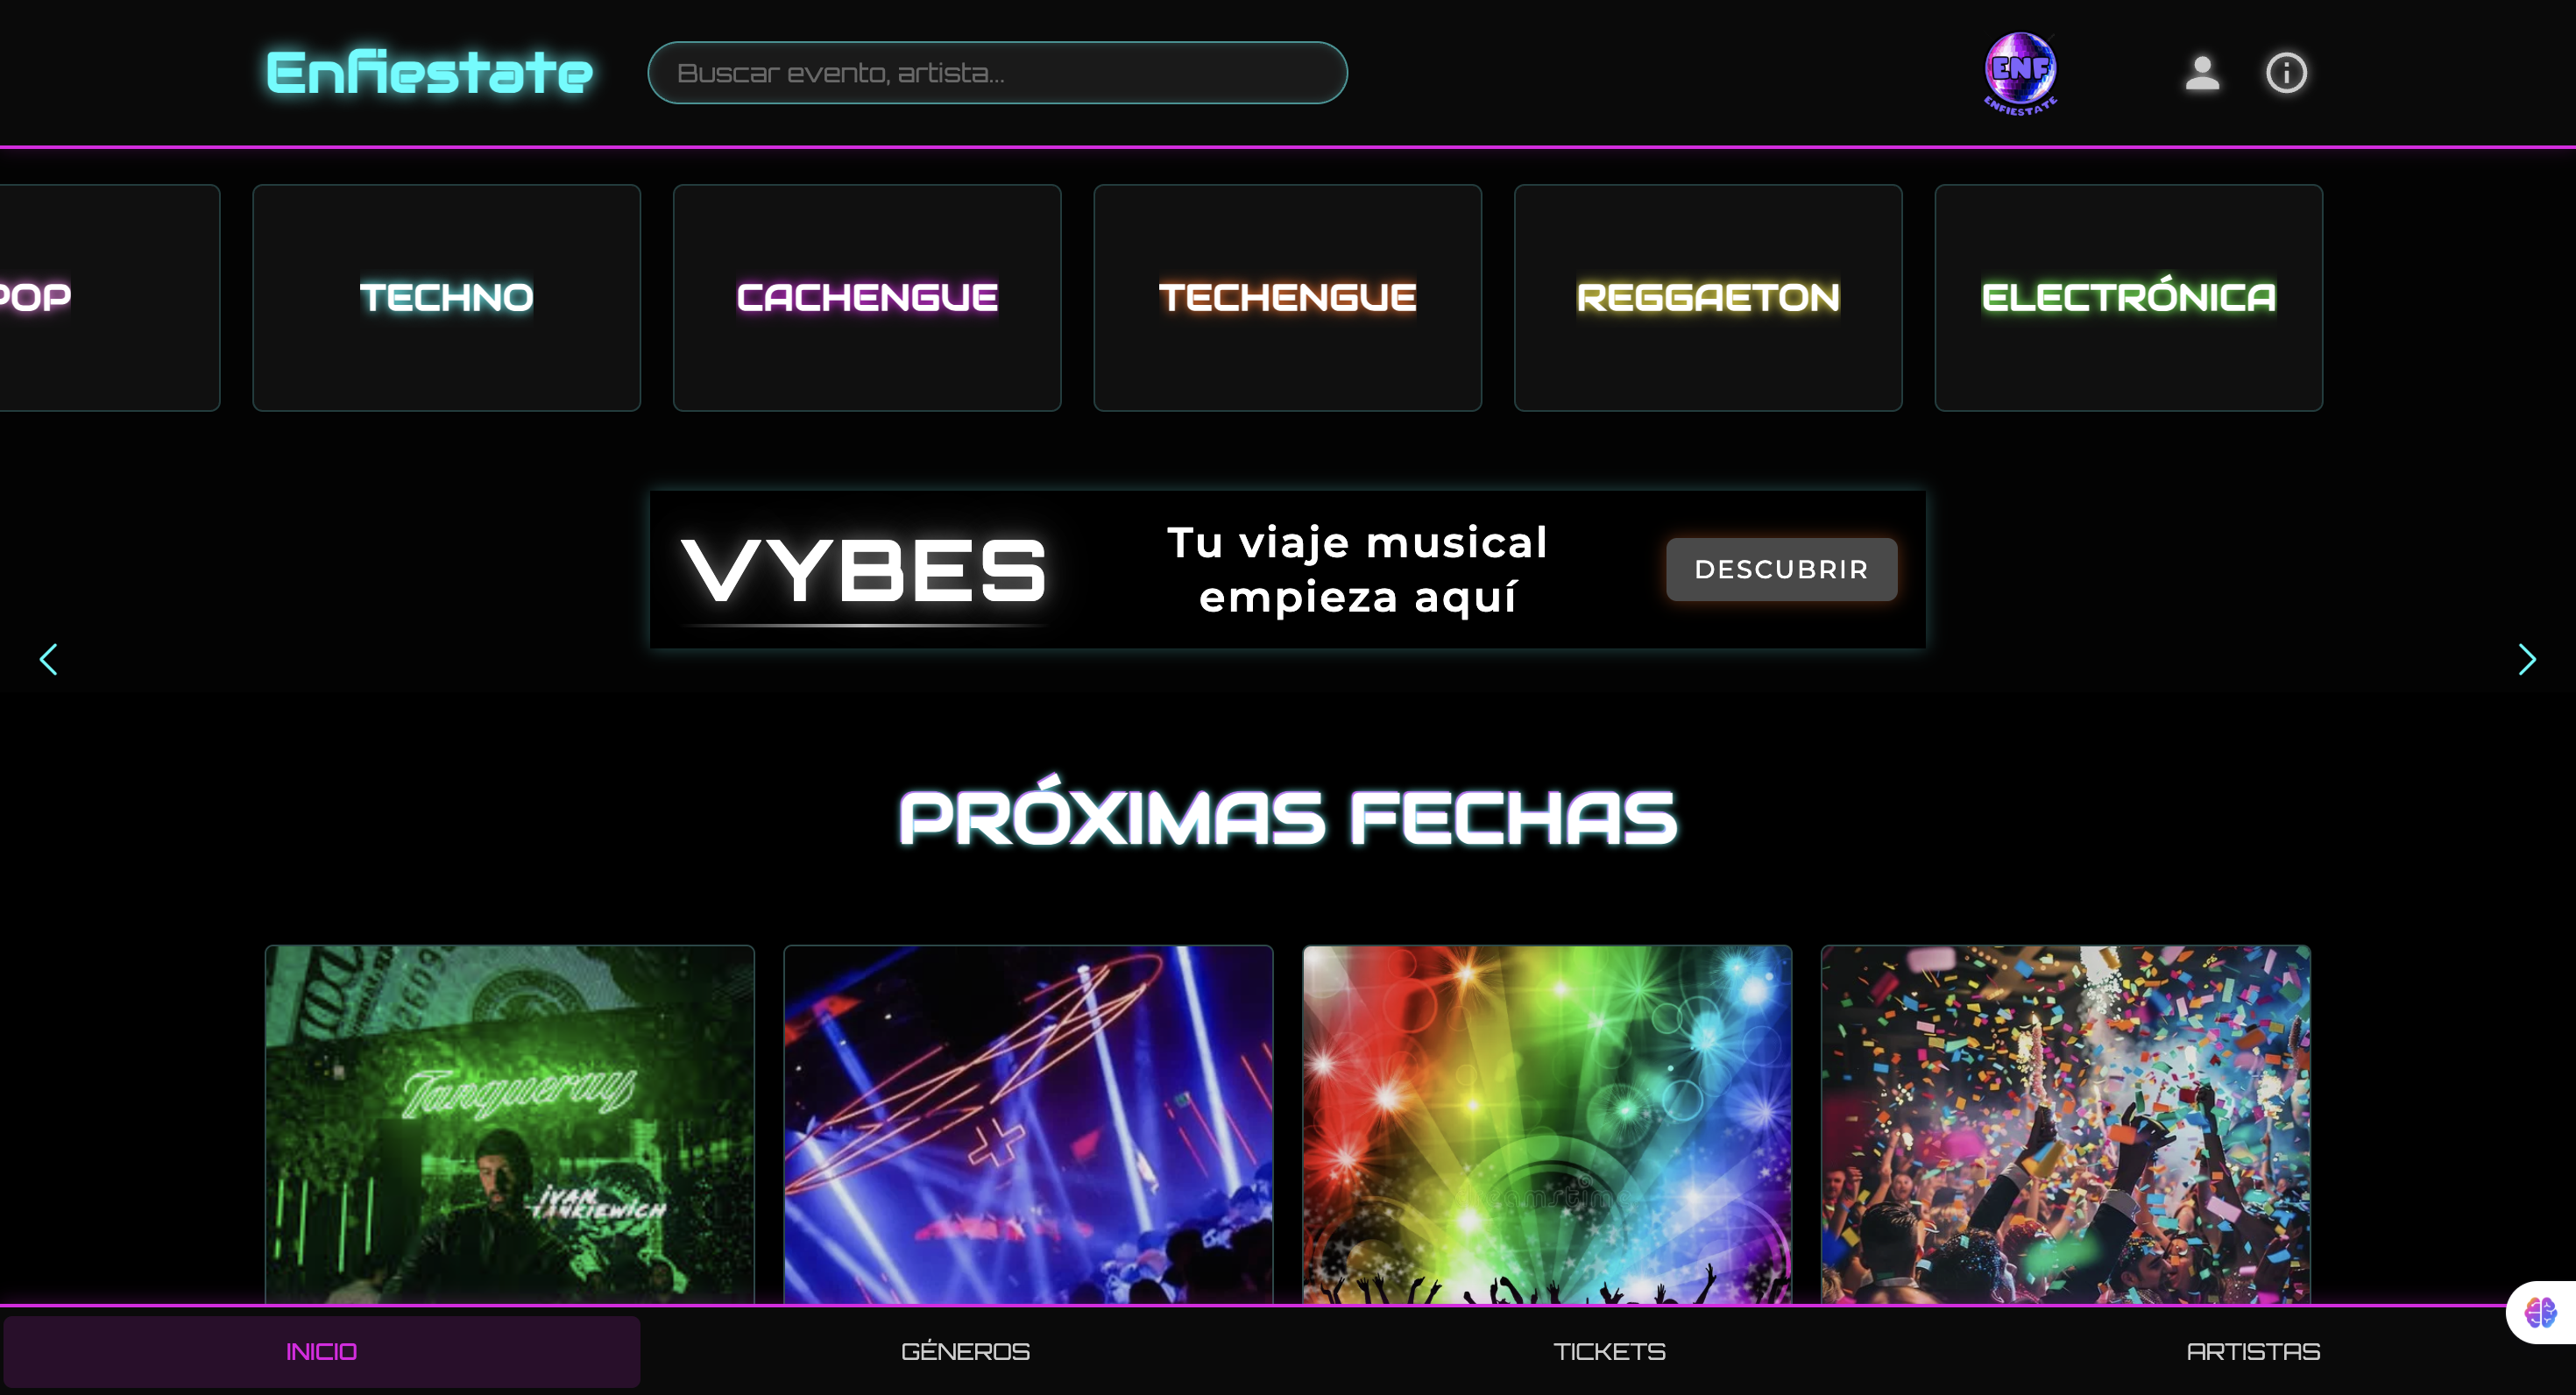 Enfiestate
Buscar evento, artista...
ENF
ENFIESTATE
POP
TECHNO
CACHENGUE
TECHENGUE
REGGAETON
ELECTRÓNICA
VYBES
Tu viaje musical
empieza aquí
DESCUBRIR
PRÓXIMAS FECHAS
Tanqueray
IVAN
TANKIEWICH
dreamstime
INICIO
GÉNEROS
TICKETS
ARTISTAS